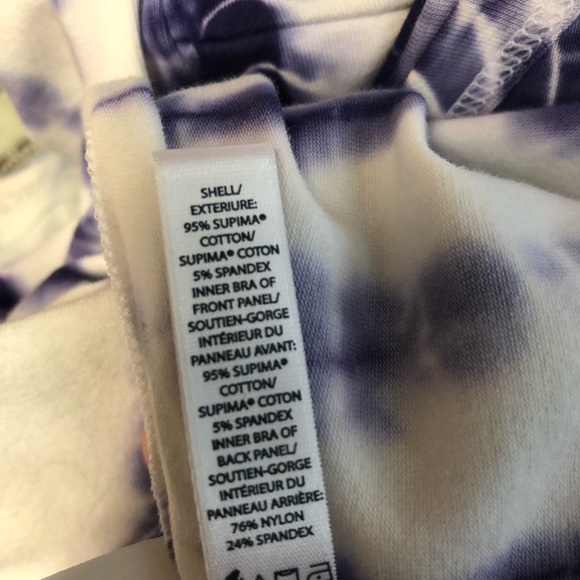 SHELL/
EXTERIURE:
95% SUPIMA®
COTTON/
SUPIMA® COTON
5% SPANDEX
INNER BRA OF
FRONT PANEL/
SOUTIEN-GORGE
INTÉRIEUR DU
PANNEAU AVANT:
95% SUPIMA®
COTTON/
SUPIMA® COTON
5% SPANDEX
INNER BRA OF
BACK PANEL/
SOUTIEN-GORGE
INTÉRIEUR DU
PANNEAU ARRIÈRE:
76% NYLON
24% SPANDEX